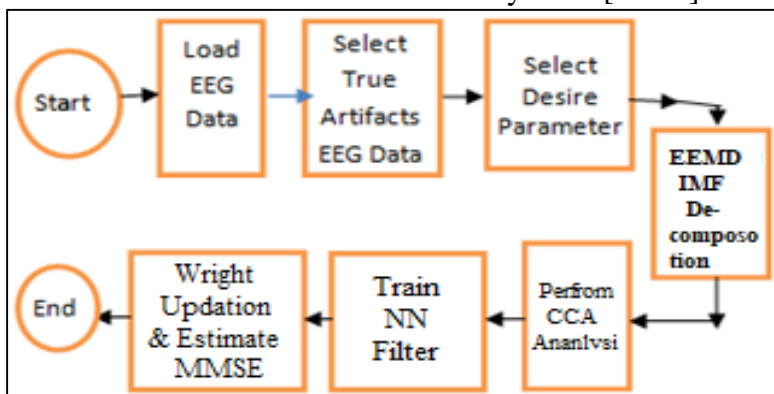 Start
Load
EEG
Data
Select
True
Artifacts
EEG Data
Select
Desire
Parameter
EEMD
IMF
De-
composo
tion
Perfrom
CCA
Ananlvsi
Train
NN
Filter
Wright
Updation
& Estimate
MMSE
End